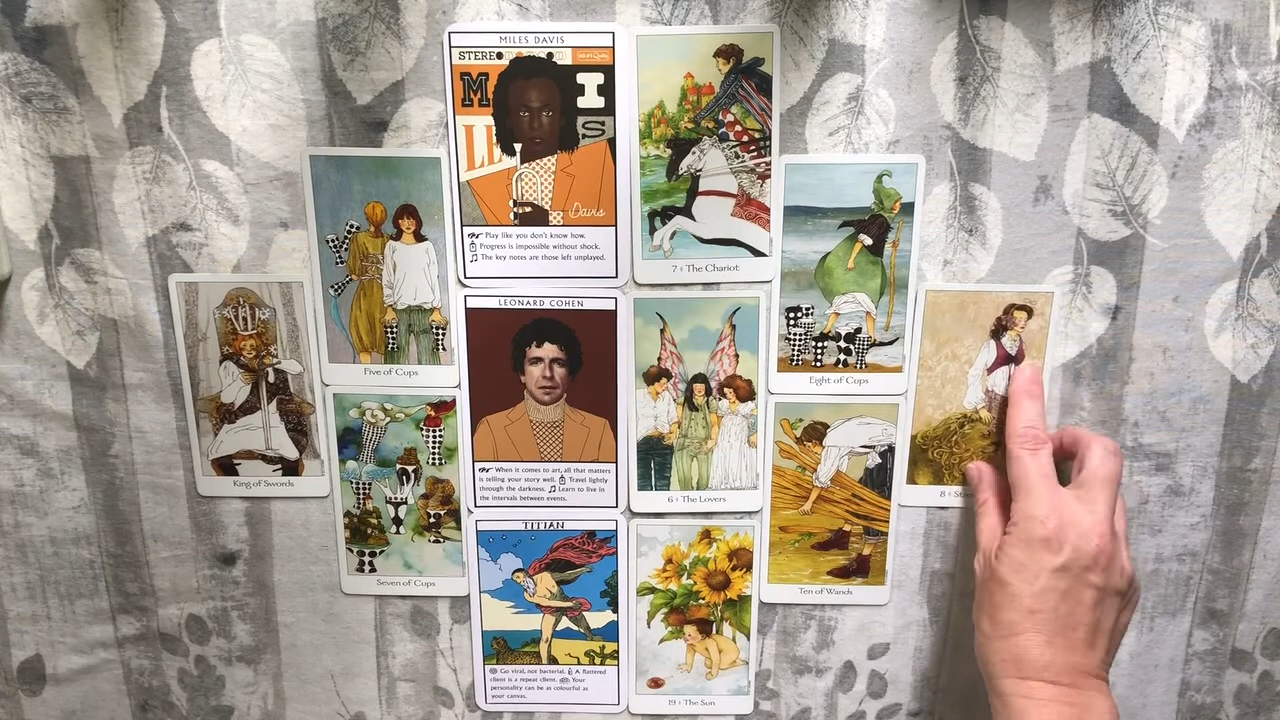 MILES DAVIS
STEREO
M I
LE S
Davis
Play like you don't know how.
Progress is impossible without shock.
The key notes are those left unplayed.
7 The Chariot
Five of Cups
Eight of Cups
LEONARD COHEN
When it comes to art, all that matters
is telling your story well. Travel lightly
through the darkness. Learn to live in
the intervals between events.
6 The Lovers
King of Swords
8
Seven of Cups
Ten of Wands
TITIAN
Go viral, not bacterial. A flattered
client is a repeat client. Your
personality can be as colourful as
your canvas.
19 The Sun